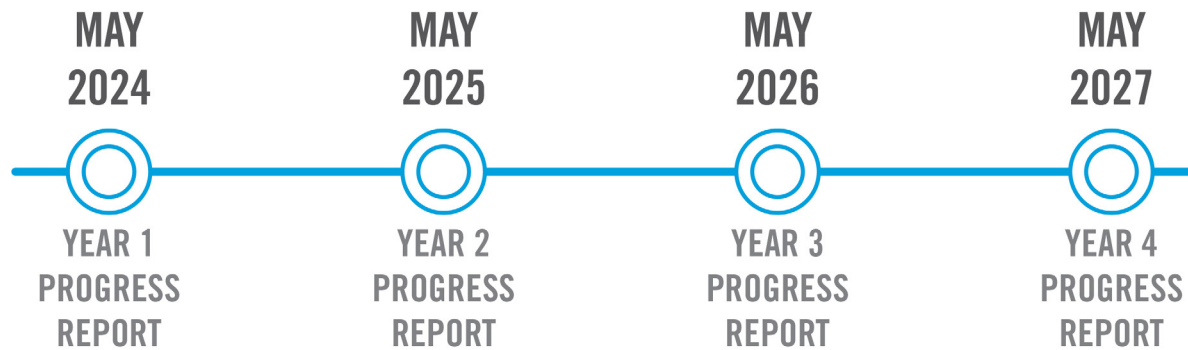 MAY
2024
MAY
2025
MAY
2026
MAY
2027
YEAR 1
PROGRESS
REPORT
YEAR 2
PROGRESS
REPORT
YEAR 3
PROGRESS
REPORT
YEAR 4
PROGRESS
REPORT